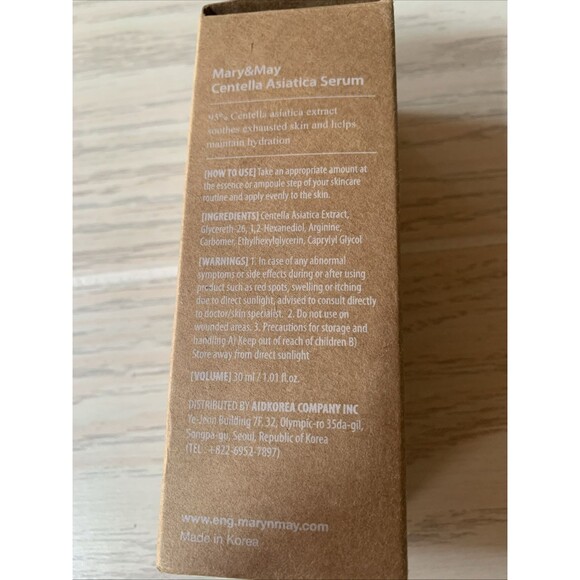 Mary&May
Centella Asiatica Serum
95% Centella asiatica extract
soothes exhausted skin and helps
maintain hydration
[HOW TO USE] Take an appropriate amount at
the essence or ampoule step of your skincare
routine and apply evenly to the skin.
[INGREDIENTS] Centella Asiatica Extract,
Glycereth-26, 1,2-Hexanediol, Arginine,
Carbomer, Ethylhexylglycerin, Caprylyl Glycol
[WARNINGS] 1. In case of any abnormal
symptoms or side effects during or after using
product such as red spots, swelling or itching
due to direct sunlight, advised to consult directly
to doctor/skin specialist. 2. Do not use on
wounded areas. 3. Precautions for storage and
handling A) Keep out of reach of children B)
Store away from direct sunlight
[VOLUME] 30 ml / 1.01 fl.oz.
DISTRIBUTED BY AIDKOREA COMPANY INC
Ye-Jeon Building 7F. 32, Olympic-ro 35da-gil,
Songpa-gu, Seoul, Republic of Korea
(TEL. +822-6952-7897)
www.eng.marynmay.com
Made in Korea